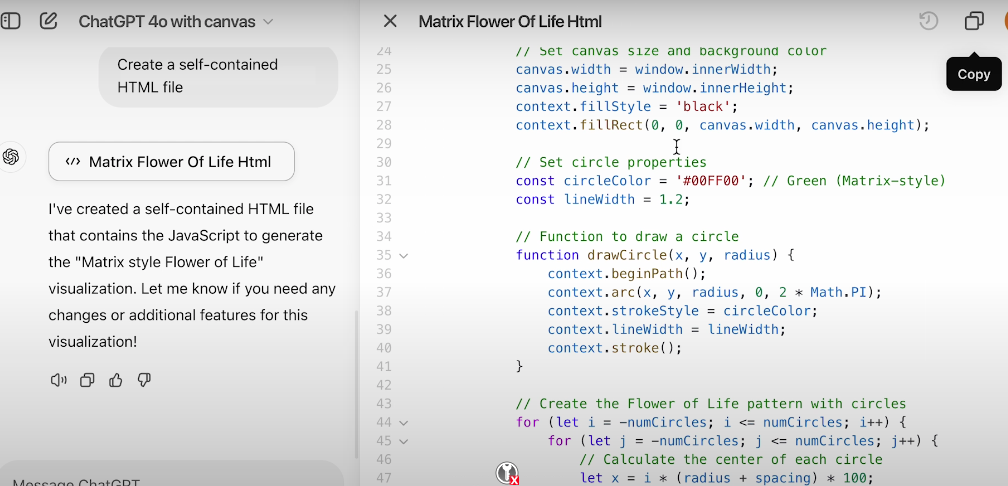 ChatGPT 4o with canvas
Create a self-contained
HTML file
Matrix Flower Of Life Html
I've created a self-contained HTML file
that contains the JavaScript to generate
the "Matrix style Flower of Life"
visualization. Let me know if you need any
changes or additional features for this
visualization!
Message ChatGPT
Matrix Flower Of Life Html
Copy
24 // Set canvas size and background color
25 canvas.width = window.innerWidth;
26 canvas.height = window.innerHeight;
27 context.fillStyle = 'black';
28 context.fillRect(0, 0, canvas.width, canvas.height);
29
30 // Set circle properties
31 const circleColor = '#00FF00'; // Green (Matrix-style)
32 const lineWidth = 1.2;
33
34 // Function to draw a circle
35 function drawCircle(x, y, radius) {
36 context.beginPath();
37 context.arc(x, y, radius, 0, 2 * Math.PI);
38 context.strokeStyle = circleColor;
39 context.lineWidth = lineWidth;
40 context.stroke();
41 }
42
43 // Create the Flower of Life pattern with circles
44 for (let i = -numCircles; i <= numCircles; i++) {
45 for (let j = -numCircles; j <= numCircles; j++) {
46 // Calculate the center of each circle
47 let x = i * (radius + spacing) * 100;